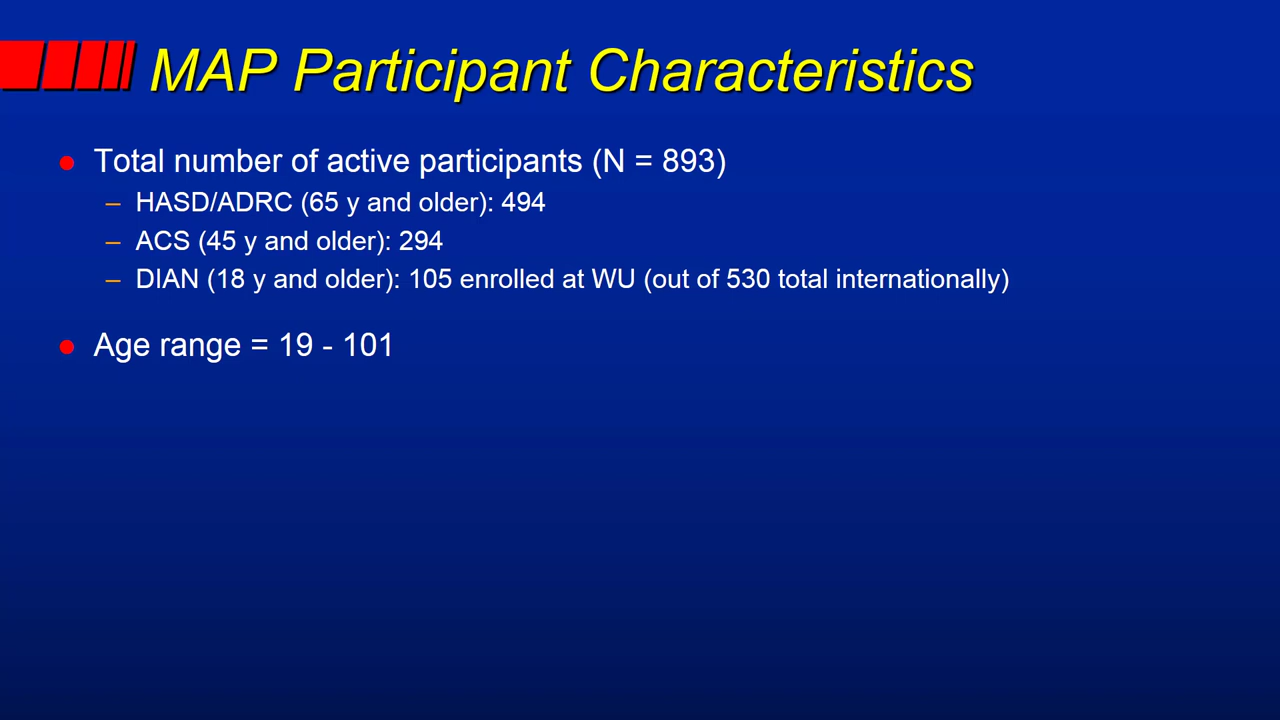 MAP Participant Characteristics
● Total number of active participants (N = 893)
– HASD/ADRC (65 y and older): 494
– ACS (45 y and older): 294
– DIAN (18 y and older): 105 enrolled at WU (out of 530 total internationally)
● Age range = 19 - 101